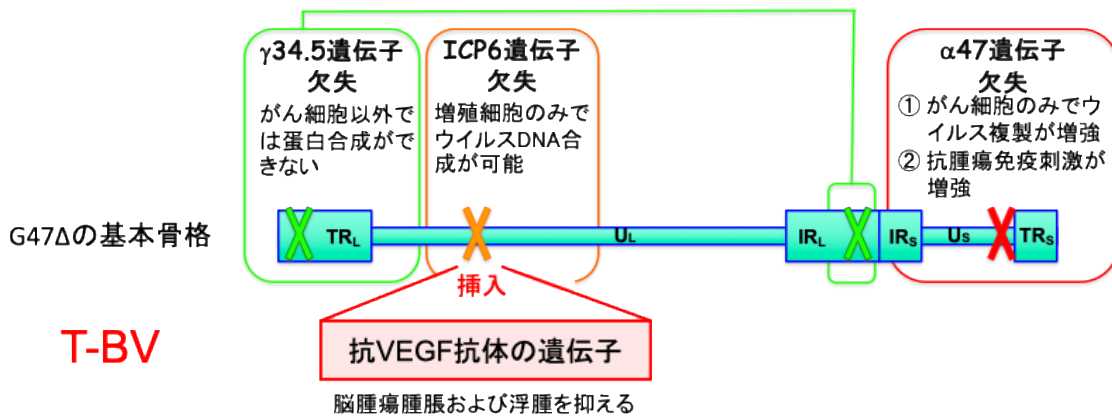 γ34.5遺伝子
欠失
がん細胞以外で
は蛋白合成がで
きない
ICP6遺伝子
欠失
増殖細胞のみで
ウイルスDNA合
成が可能
α47遺伝子
欠失
① がん細胞のみでウ
イルス複製が増強
② 抗腫瘍免疫刺激が
増強
G47Δの基本骨格
TRL
UL
IRL
IRS
US
TRS
挿入
T-BV
抗VEGF抗体の遺伝子
脳腫瘍腫脹および浮腫を抑える